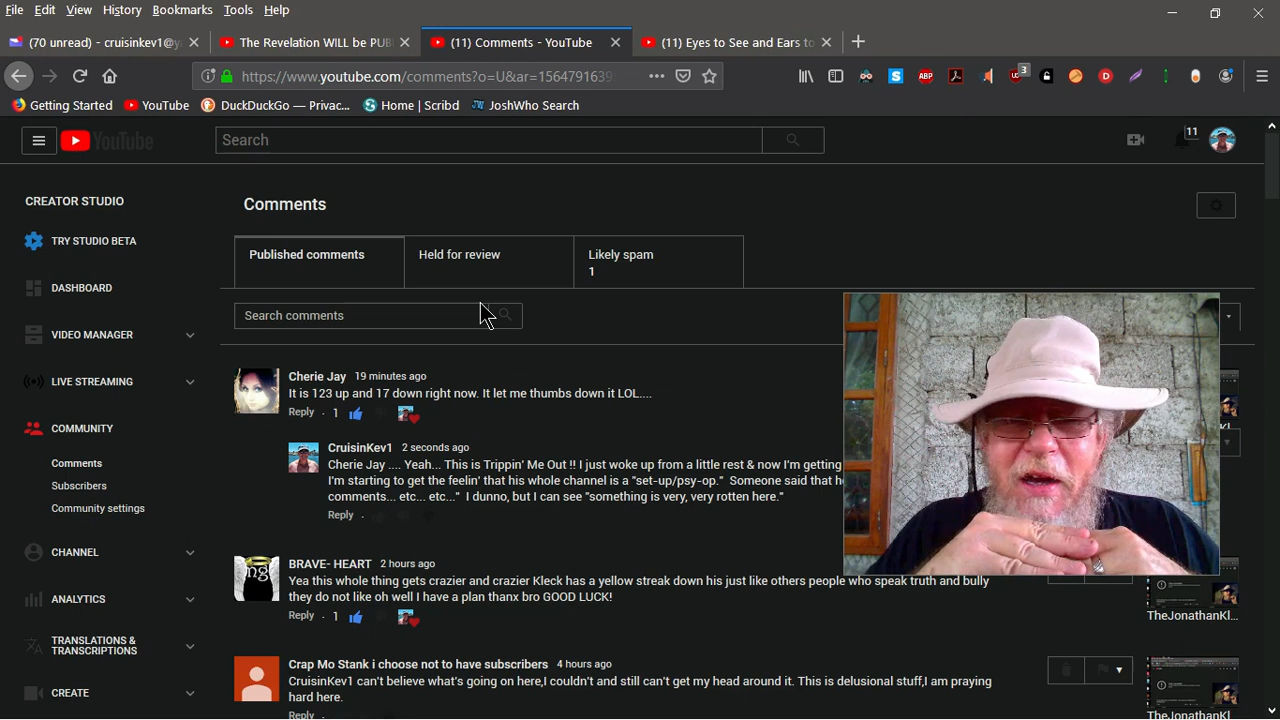 File Edit View History Bookmarks Tools Help
(70 unread) - cruisinkev1@y
The Revelation WILL be PUB
(11) Comments - YouTube
(11) Eyes to See and Ears to
https://www.youtube.com/comments?o=U&ar=1564791639
3
Getting Started YouTube DuckDuckGo — Privac... Home | Scribd JoshWho Search
YouTube
Search
11
CREATOR STUDIO
TRY STUDIO BETA
DASHBOARD
VIDEO MANAGER
LIVE STREAMING
COMMUNITY
Comments
Subscribers
Community settings
CHANNEL
ANALYTICS
TRANSLATIONS &
TRANSCRIPTIONS
CREATE
Comments
Published comments
Held for review
Likely spam
1
Search comments
Cherie Jay 19 minutes ago
It is 123 up and 17 down right now. It let me thumbs down it LOL....
Reply . 1
CruisinKev1 2 seconds ago
Cherie Jay .... Yeah... This is Trippin' Me Out !! I just woke up from a little rest & now I'm getting
I'm starting to get the feelin' that his whole channel is a "set-up/psy-op." Someone said that he
comments... etc... etc..." I dunno, but I can see "something is very, very rotten here."
Reply .
BRAVE- HEART 2 hours ago
Yea this whole thing gets crazier and crazier Kleck has a yellow streak down his just like others people who speak truth and bully
they do not like oh well I have a plan thanx bro GOOD LUCK!
Reply . 1
TheJonathanKl...
Crap Mo Stank i choose not to have subscribers 4 hours ago
CruisinKev1 can't believe what's going on here,I couldn't and still can't get my head around it. This is delusional stuff,I am praying
hard here.
Reply
TheJonathanKl...